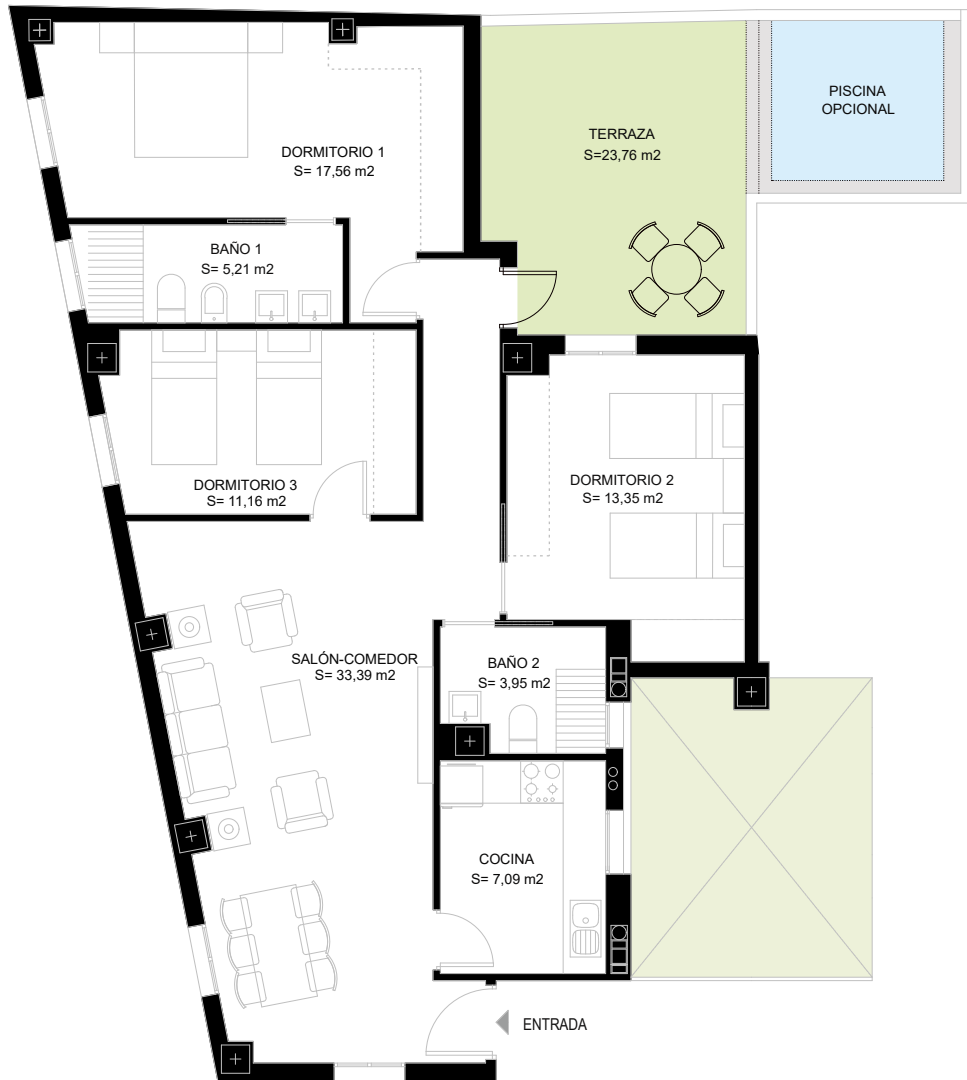 PISCINA
OPCIONAL
TERRAZA
S=23,76 m2
DORMITORIO 1
S= 17,56 m2
BAÑO 1
S= 5,21 m2
DORMITORIO 3
S= 11,16 m2
DORMITORIO 2
S= 13,35 m2
SALÓN-COMEDOR
S= 33,39 m2
BAÑO 2
S= 3,95 m2
COCINA
S= 7,09 m2
ENTRADA